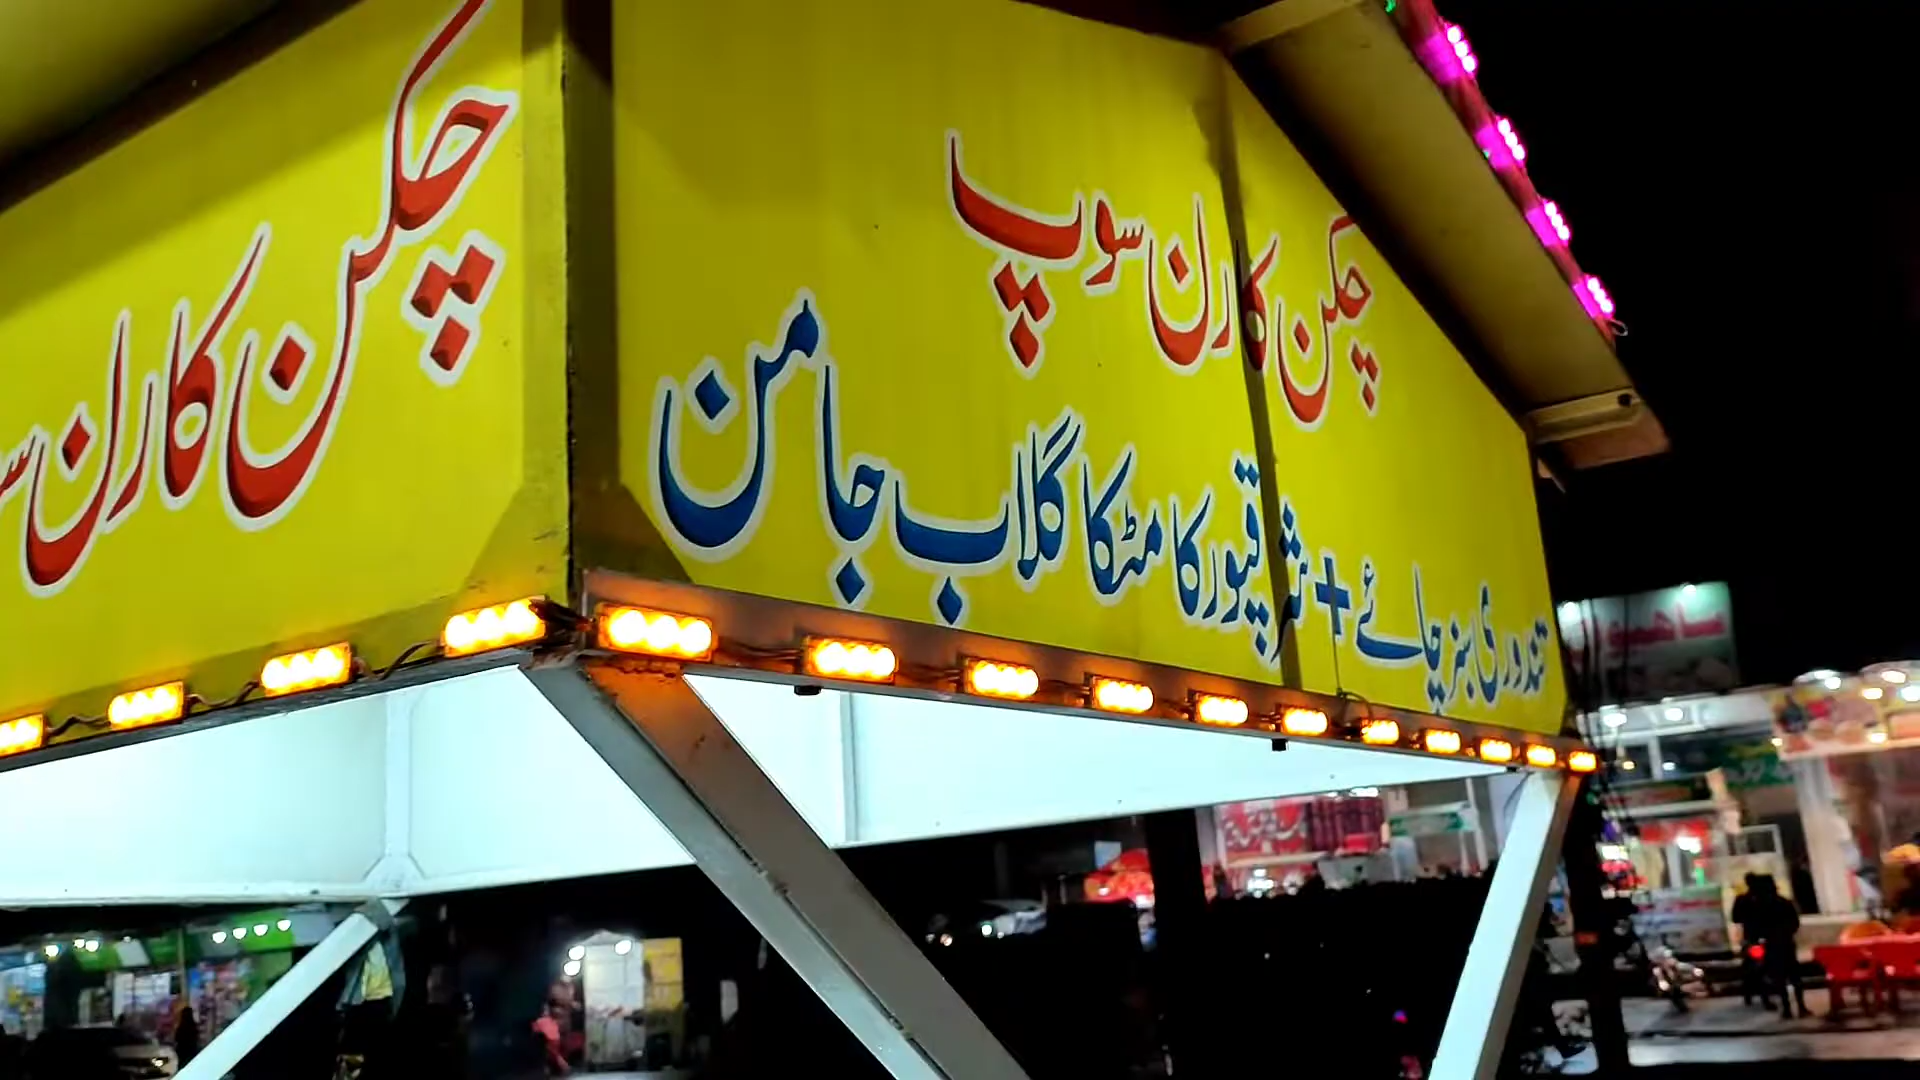 چکن کارن سوپ
تندوری سبز چائے + شرقپور کا مٹکا گلاب جامن
چکن کارن